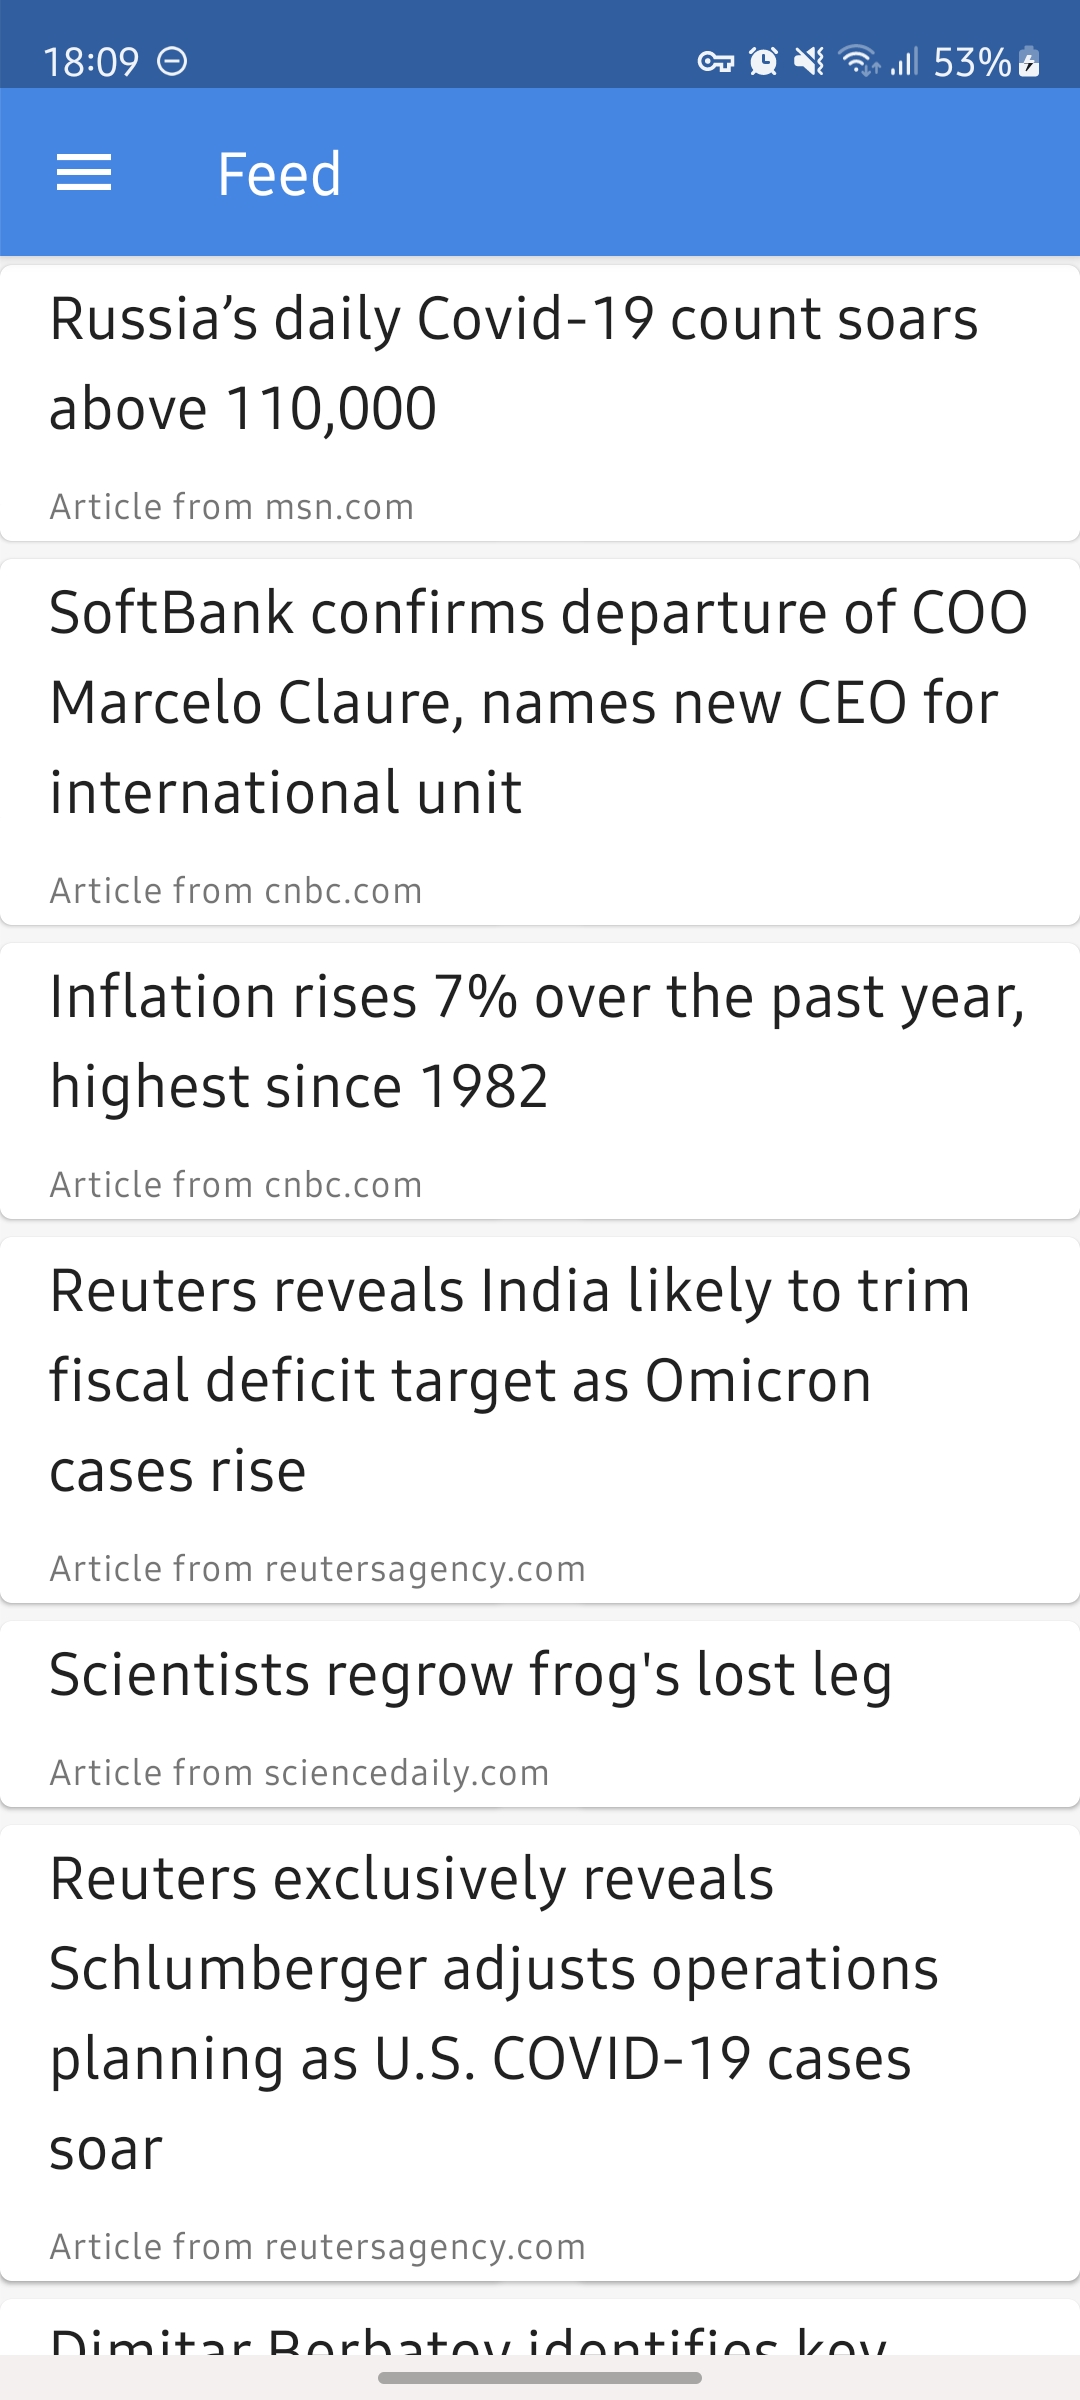 18:09 53%
Feed
Russia’s daily Covid-19 count soars
above 110,000
Article from msn.com
SoftBank confirms departure of COO
Marcelo Claure, names new CEO for
international unit
Article from cnbc.com
Inflation rises 7% over the past year,
highest since 1982
Article from cnbc.com
Reuters reveals India likely to trim
fiscal deficit target as Omicron
cases rise
Article from reutersagency.com
Scientists regrow frog's lost leg
Article from sciencedaily.com
Reuters exclusively reveals
Schlumberger adjusts operations
planning as U.S. COVID-19 cases
soar
Article from reutersagency.com
Dimitar Berbatov identifies key